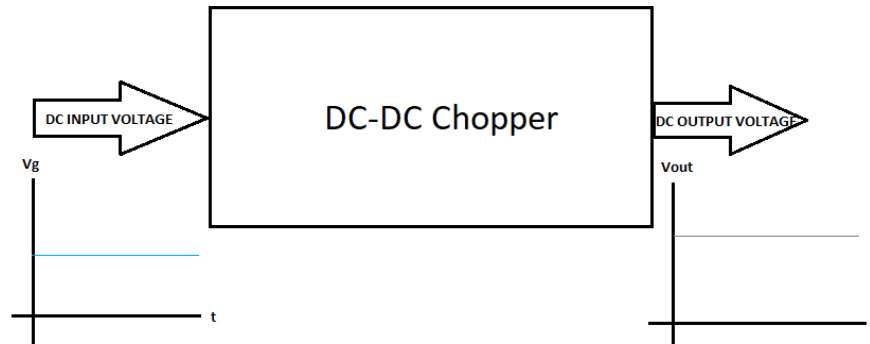 DC-DC Chopper
DC INPUT VOLTAGE
DC OUTPUT VOLTAGE
Vg
Vout
t